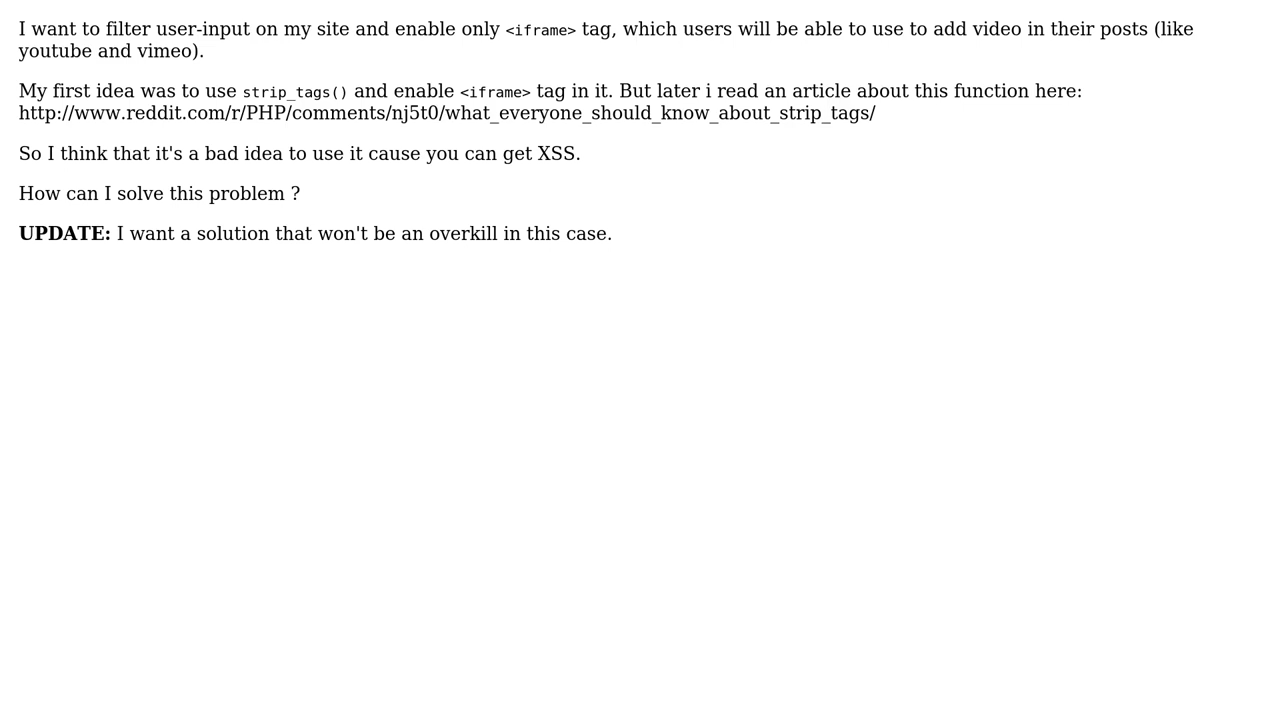 I want to filter user-input on my site and enable only <iframe> tag, which users will be able to use to add video in their posts (like
youtube and vimeo).
My first idea was to use strip_tags() and enable <iframe> tag in it. But later i read an article about this function here:
http://www.reddit.com/r/PHP/comments/nj5t0/what_everyone_should_know_about_strip_tags/
So I think that it's a bad idea to use it cause you can get XSS.
How can I solve this problem ?
UPDATE: I want a solution that won't be an overkill in this case.